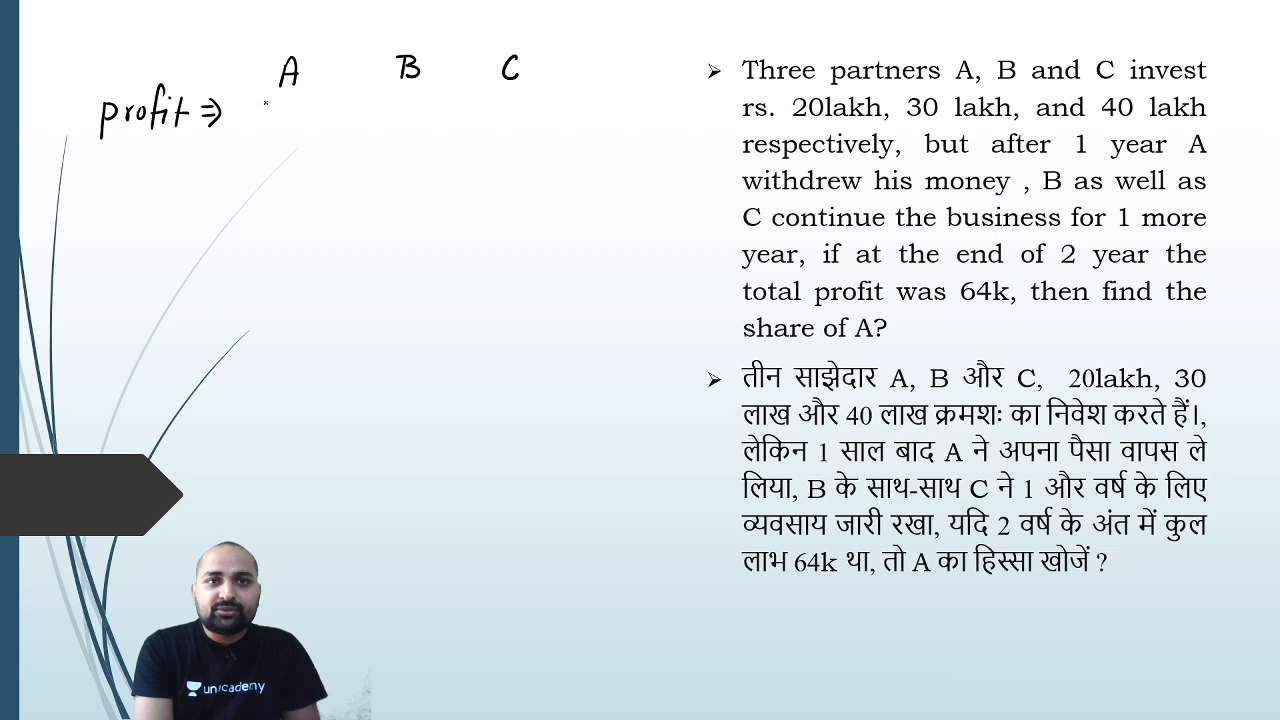 A B C
profit ⇒
➢ Three partners A, B and C invest
rs. 20lakh, 30 lakh, and 40 lakh
respectively, but after 1 year A
withdrew his money , B as well as
C continue the business for 1 more
year, if at the end of 2 year the
total profit was 64k, then find the
share of A?
➢ तीन साझेदार A, B और C, 20lakh, 30
लाख और 40 लाख क्रमशः का निवेश करते हैं।,
लेकिन 1 साल बाद A ने अपना पैसा वापस ले
लिया, B के साथ-साथ C ने 1 और वर्ष के लिए
व्यवसाय जारी रखा, यदि 2 वर्ष के अंत में कुल
लाभ 64k था, तो A का हिस्सा खोजें ?
unacademy